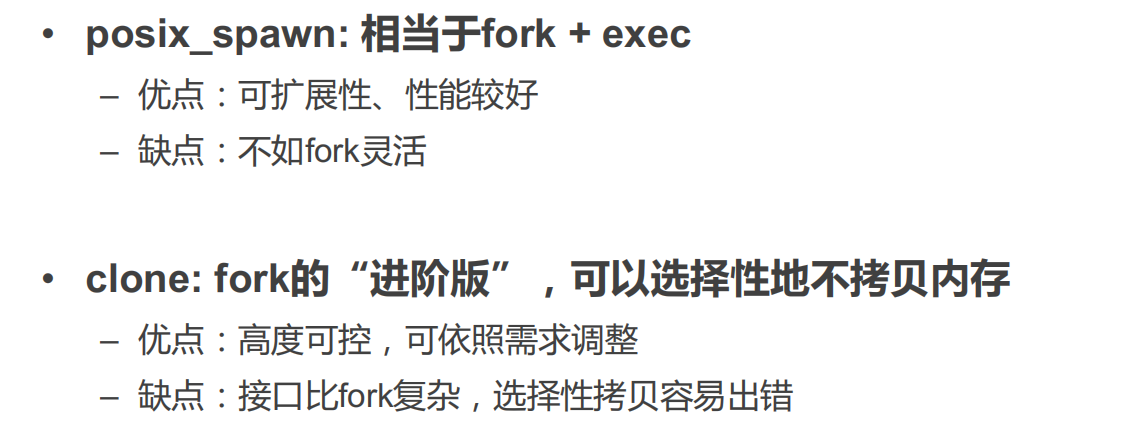 • posix_spawn: 相当于fork + exec
– 优点：可扩展性、性能较好
– 缺点：不如fork灵活
• clone: fork的“进阶版”，可以选择性地不拷贝内存
– 优点：高度可控，可依照需求调整
– 缺点：接口比fork复杂，选择性拷贝容易出错